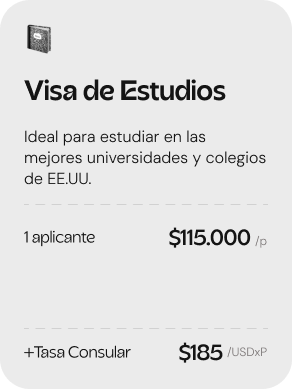 Visa de Estudios
Ideal para estudiar en las
mejores universidades y colegios
de EE.UU.
1 aplicante $115.000 /p
+Tasa Consular $185 /USDxP